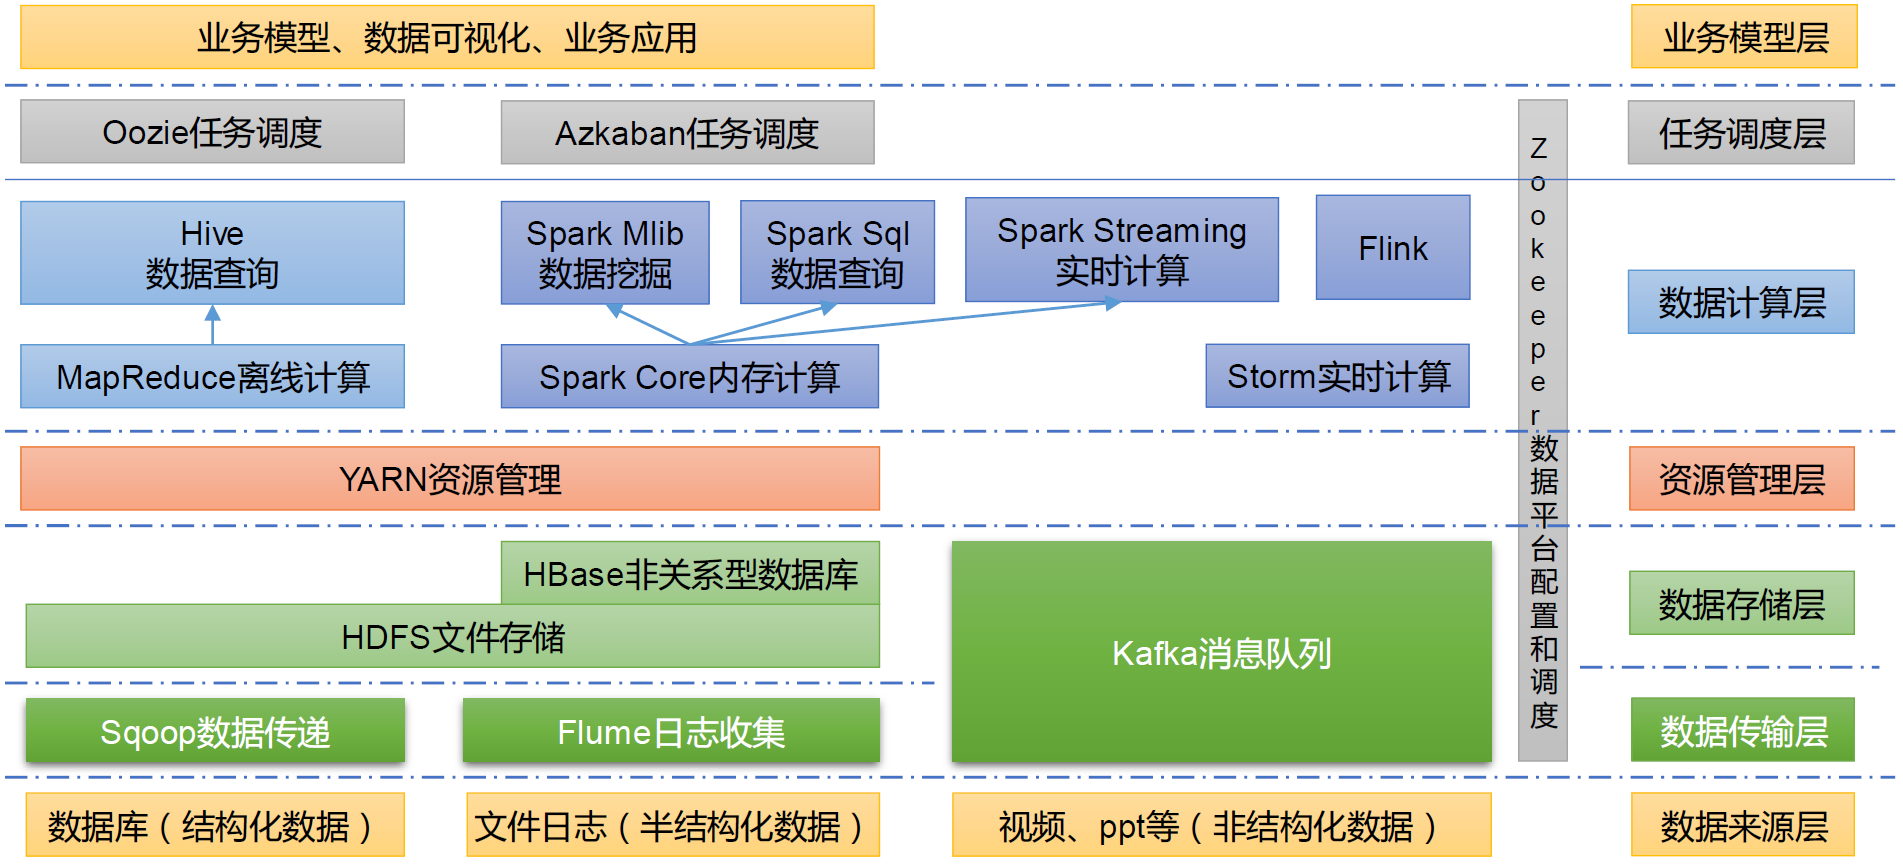 业务模型、数据可视化、业务应用
业务模型层
Oozie任务调度
Azkaban任务调度
任务调度层
Hive
数据查询
Spark Mlib
数据挖掘
Spark Sql
数据查询
Spark Streaming
实时计算
Flink
数据计算层
MapReduce离线计算
Spark Core内存计算
Storm实时计算
Zookeeper数据平台配置和调度
YARN资源管理
资源管理层
HBase非关系型数据库
HDFS文件存储
Kafka消息队列
数据存储层
Sqoop数据传递
Flume日志收集
数据传输层
数据库（结构化数据）
文件日志（半结构化数据）
视频、ppt等（非结构化数据）
数据来源层